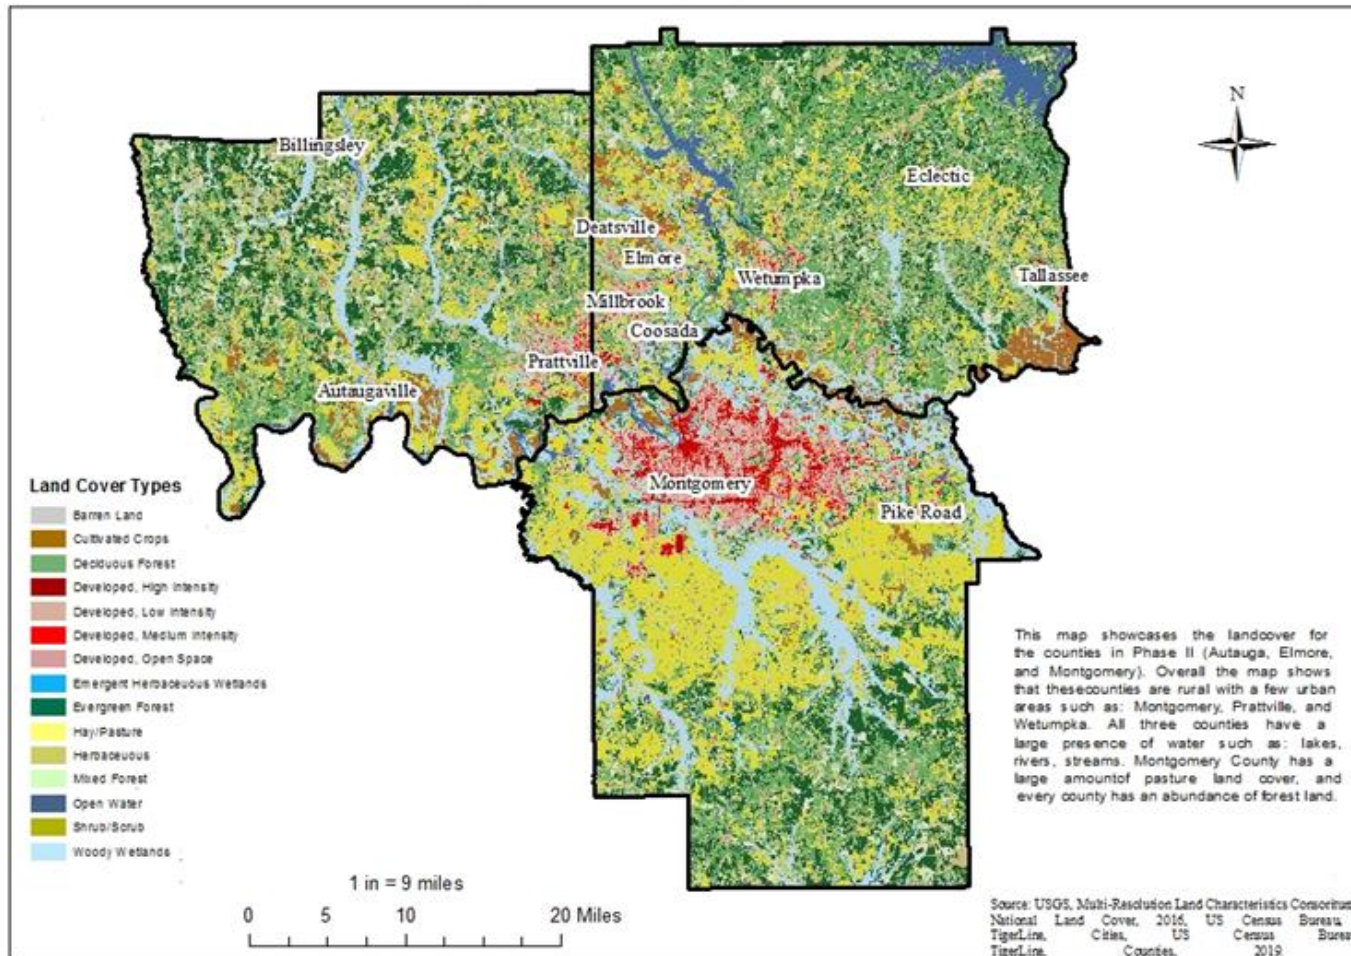 N
Billingsley
Eclectic
Deatsville
Elmore
Wetumpka
Tallassee
Millbrook
Coosada
Prattville
Autaugaville
Montgomery
Pike Road
Land Cover Types
Barren Land
Cultivated Crops
Deciduous Forest
Developed, High Intensity
Developed, Low Intensity
Developed, Medium Intensity
Developed, Open Space
Emergent Herbaceuous Wetlands
Evergreen Forest
Hay/Pasture
Herbaceuous
Mixed Forest
Open Water
Shrub/Scrub
Woody Wetlands
This map showcases the landcover for
the counties in Phase II (Autauga, Elmore,
and Montgomery). Overall the map shows
that thesecounties are rural with a few urban
areas such as: Montgomery, Prattville, and
Wetumpka. All three counties have a
large presence of water such as: lakes,
rivers, streams. Montgomery County has a
large amountof pasture land cover, and
every county has an abundance of forest land.
1 in = 9 miles
0 5 10 20 Miles
Source: USGS, Multi-Resolution Land Characteristics
National Land Cover, 2016, US Census Bureau,
TigerLine, Cities, US Census
TigerLine, Counties, 2019